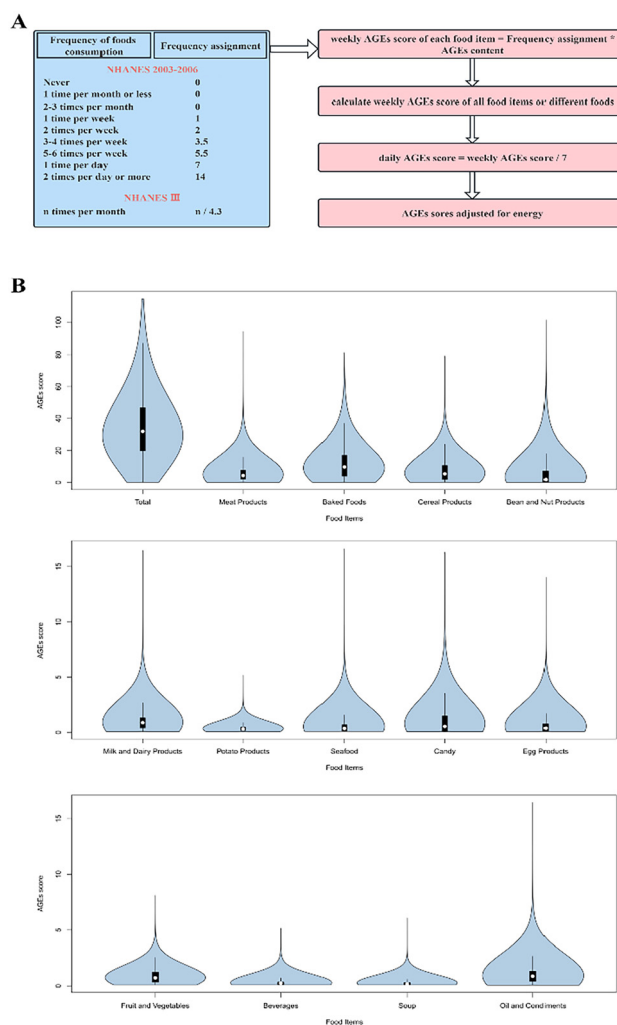 A
Frequency of foods consumption
Frequency assignment
NHANES 2003-2006
Never 0
1 time per month or less 0
2-3 times per month 0
1 time per week 1
2 times per week 2
3-4 times per week 3.5
5-6 times per week 5.5
1 time per day 7
2 times per day or more 14
NHANES III
n times per month n / 4.3
weekly AGEs score of each food item = Frequency assignment *
AGEs content
calculate weekly AGEs score of all food items or different foods
daily AGEs score = weekly AGEs score / 7
AGEs sores adjusted for energy
B
AGEs score
100
80
60
40
20
0
Total Meat Products Baked Foods Cereal Products Bean and Nut Products
Food Items
AGEs score
15
10
5
0
Milk and Dairy Products Potato Products Seafood Candy Egg Products
Food Items
AGEs score
15
10
5
0
Fruit and Vegetables Beverages Soup Oil and Condiments
Food Items